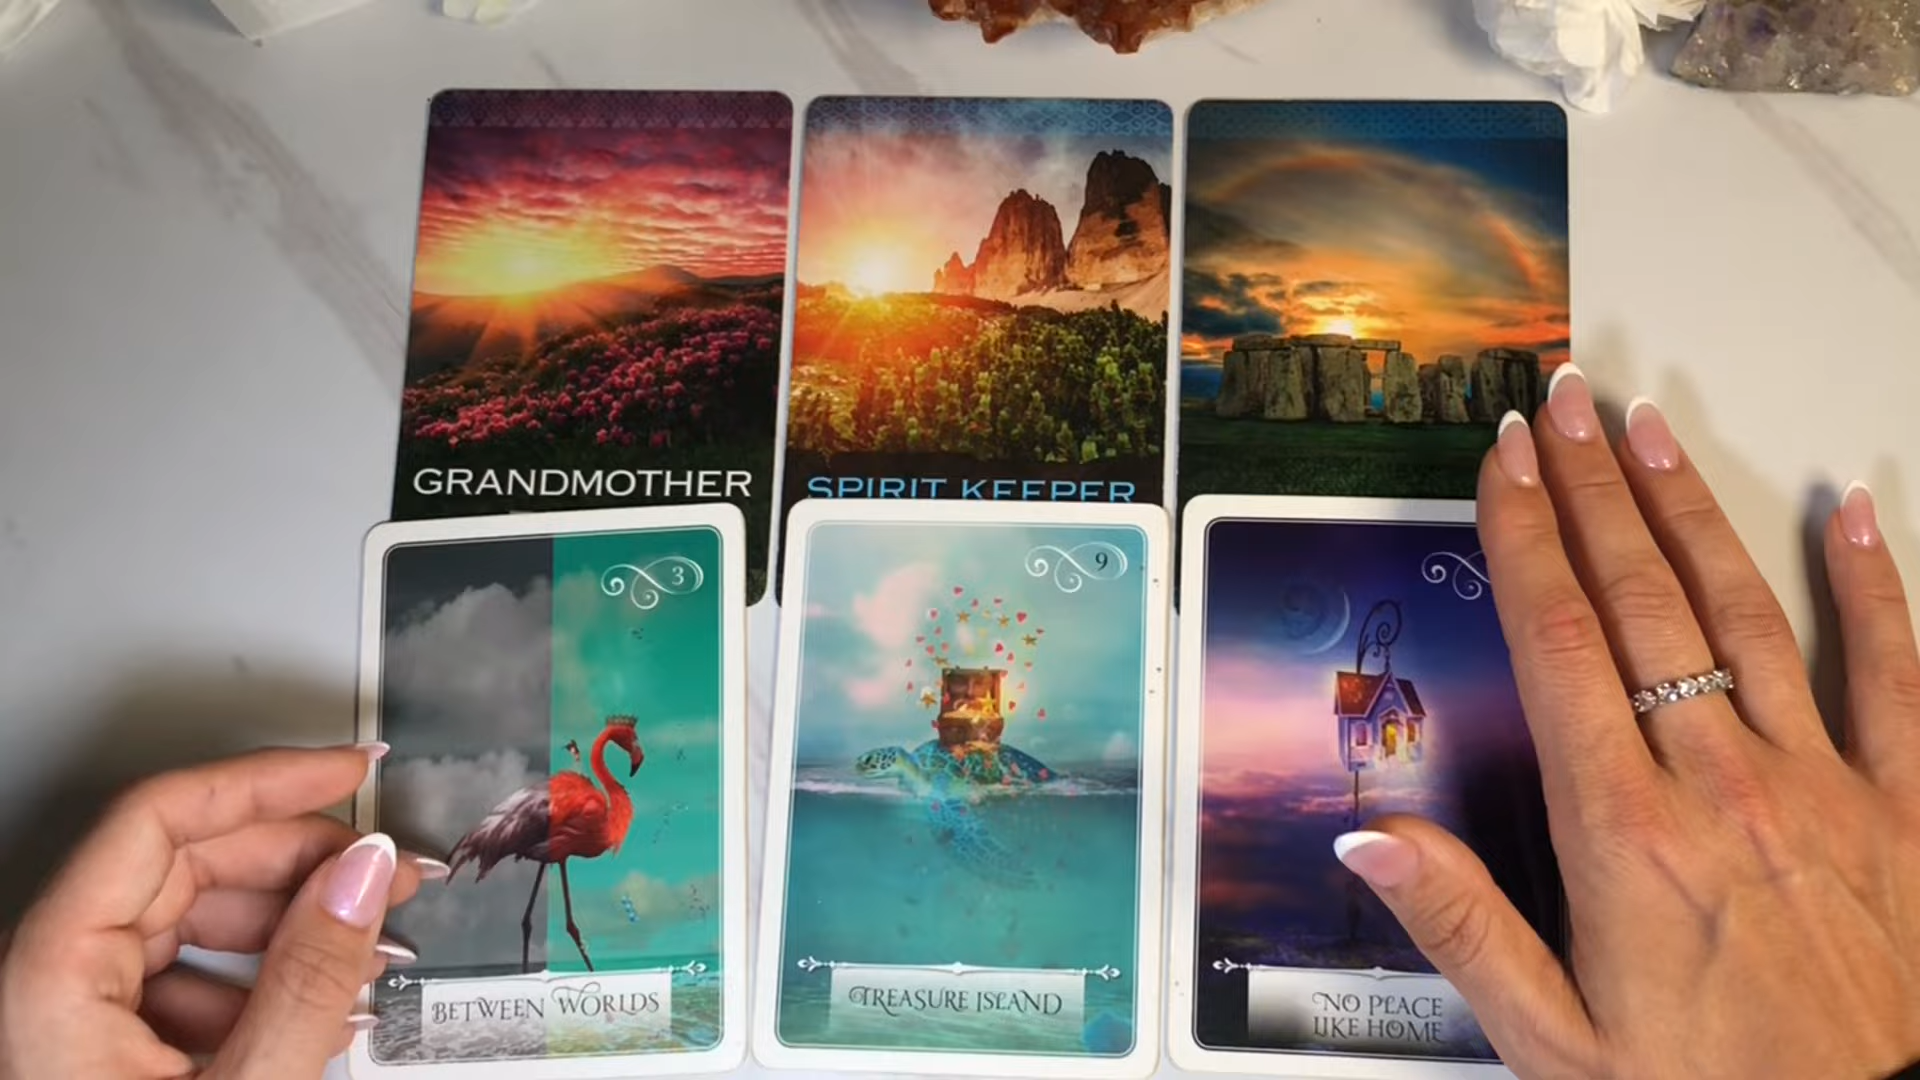 GRANDMOTHER
SPIRIT KEEPER
3
9
BETWEEN WORLDS
TREASURE ISLAND
NO PLACE
LIKE HOME